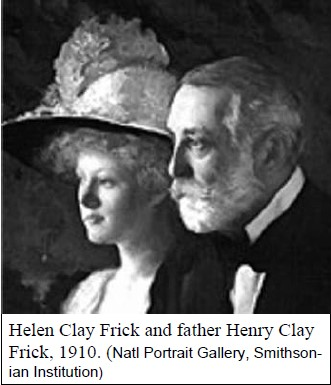 Helen Clay Frick and father Henry Clay
Frick, 1910. (Natl Portrait Gallery, Smithson-
ian Institution)